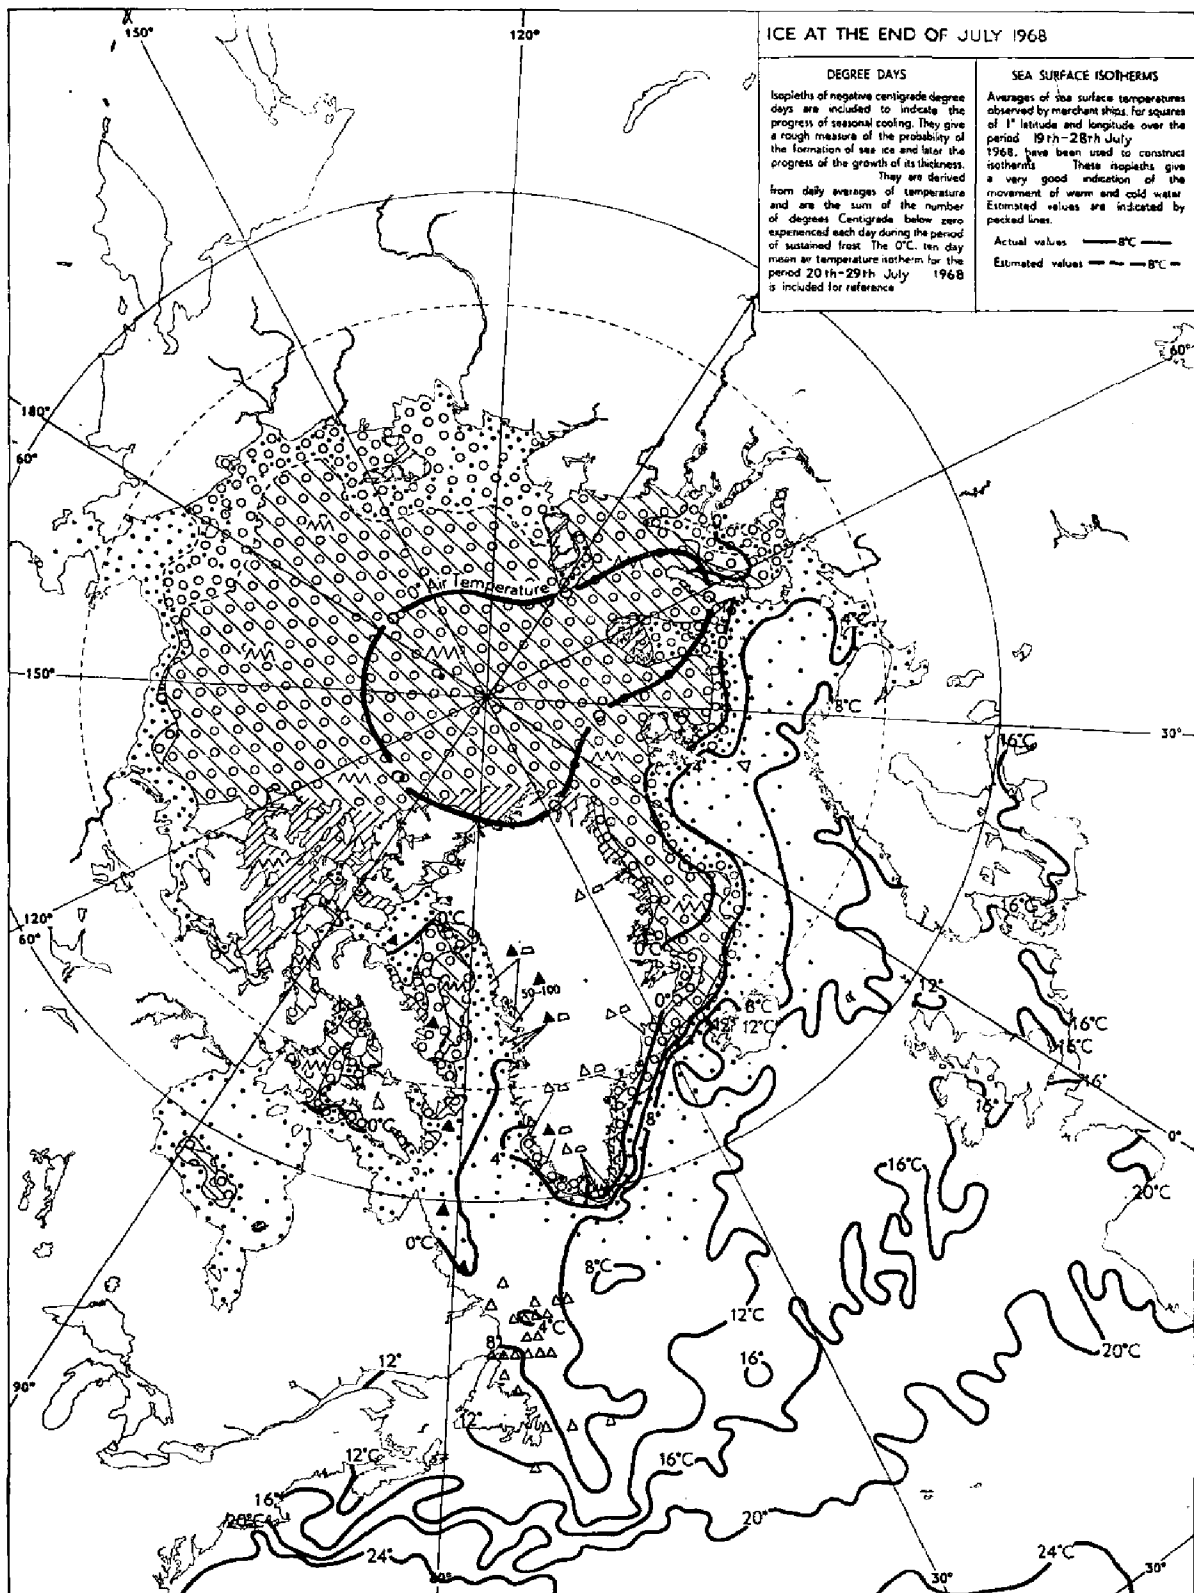 150°
120°
ICE AT THE END OF JULY 1968
DEGREE DAYS
Isopleths of negative centigrade degree
days are included to indicate the
progress of seasonal cooling. They give
a rough measure of the probability of
the formation of sea ice and later the
progress of the growth of its thickness.
They are derived
from daily averages of temperature
and are the sum of the number
of degrees Centigrade below zero
experienced each day during the period
of sustained frost. The 0°C. ten day
mean air temperature isotherm for the
period 20th-29th July 1968
is included for reference
SEA SURFACE ISOTHERMS
Averages of sea surface temperatures
observed by merchant ships, for squares
of 1° latitude and longitude over the
period 19th-28th July
1968, have been used to construct
isotherms These isopleths give
a very good indication of the
movement of warm and cold water
Estimated values are indicated by
pecked lines.
Actual values 8°C
Estimated values 8°C
60°
180°
60°
0° Air Temperature
4°C
150°
8°C
30°
16°C
4°
120°
60°
0°C
16°C
0°C
50-100
12°
0°
8°C
12°
12°C
16°C
16°C
16°
0°C
8°
16°
0°
4°
16°C
20°C
0°C
8°C
12°C
4°C
8°
20°C
12°
16°
90°
12°
12°C
16°C
16°
20°C
20°
24°
24°C
30°
30°